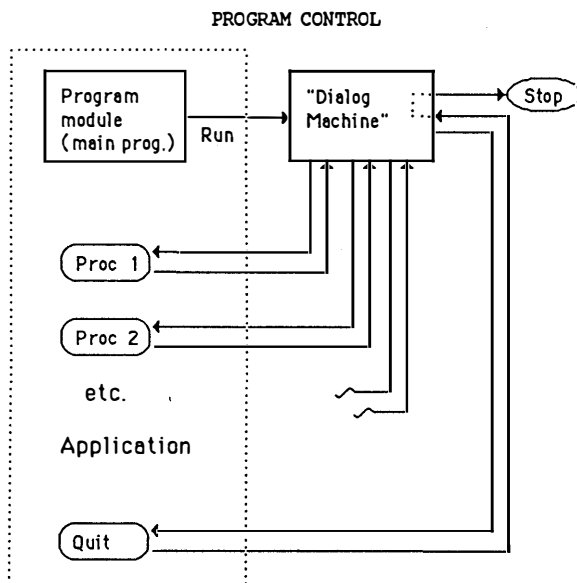 PROGRAM CONTROL
Program
module
(main prog.)
Run
"Dialog
Machine"
Stop
Proc 1
Proc 2
etc.
Application
Quit